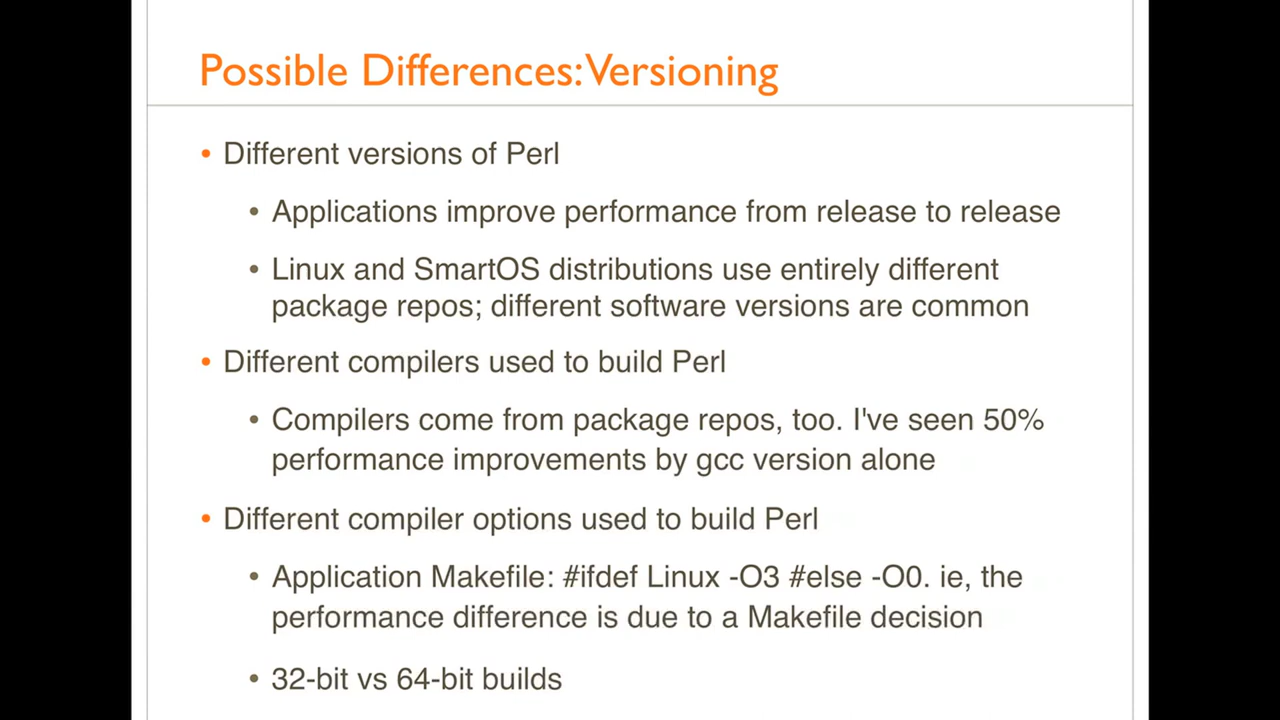 Possible Differences: Versioning
• Different versions of Perl
• Applications improve performance from release to release
• Linux and SmartOS distributions use entirely different
package repos; different software versions are common
• Different compilers used to build Perl
• Compilers come from package repos, too. I've seen 50%
performance improvements by gcc version alone
• Different compiler options used to build Perl
• Application Makefile: #ifdef Linux -O3 #else -O0. ie, the
performance difference is due to a Makefile decision
• 32-bit vs 64-bit builds